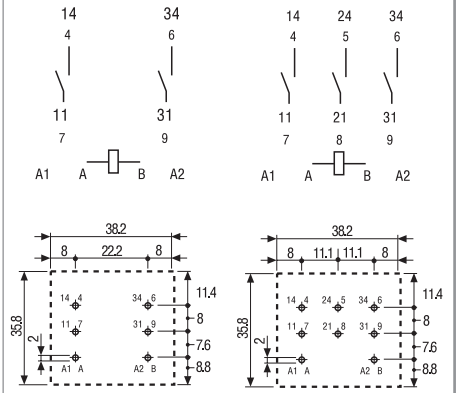 14 34
4 6
11 31
7 9
A1 A B A2
14 24 34
4 5 6
11 21 31
7 8 9
A1 A B A2
38.2
8 22.2 8
35.8
2
14 4 34 6
11 7 31 9
A1 A A2 B
11.4
8
7.6
8.8
38.2
8 11.1 11.1 8
35.8
2
14 4 24 5 34 6
11 7 21 8 31 9
A1 A A2 B
11.4
8
7.6
8.8